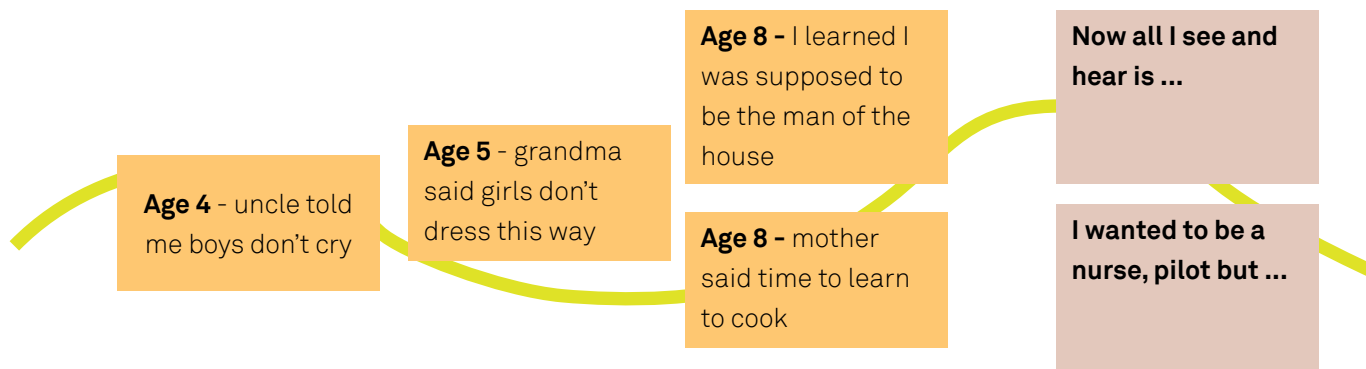 Age 4 - uncle told
me boys don't cry
Age 5 - grandma
said girls don't
dress this way
Age 8 - I learned I
was supposed to
be the man of the
house
Age 8 - mother
said time to learn
to cook
Now all I see and
hear is ...
I wanted to be a
nurse, pilot but ...